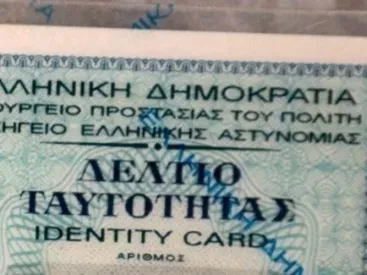 ΛΛΗΝΙΚΗ ΔΗΜΟΚΡΑΤΙΑ
ΟΥΡΓΕΙΟ ΠΡΟΣΤΑΣΙΑΣ ΤΟΥ ΠΟΛΙΤΗ
ΗΓΕΙΟ ΕΛΛΗΝΙΚΗΣ ΑΣΤΥΝΟΜΙΑΣ
ΔΕΛΤΙΟ
ΤΑΥΤΟΤΗΤΑΣ
IDENTITY CARD
ΑΡΙΘΜΟΣ